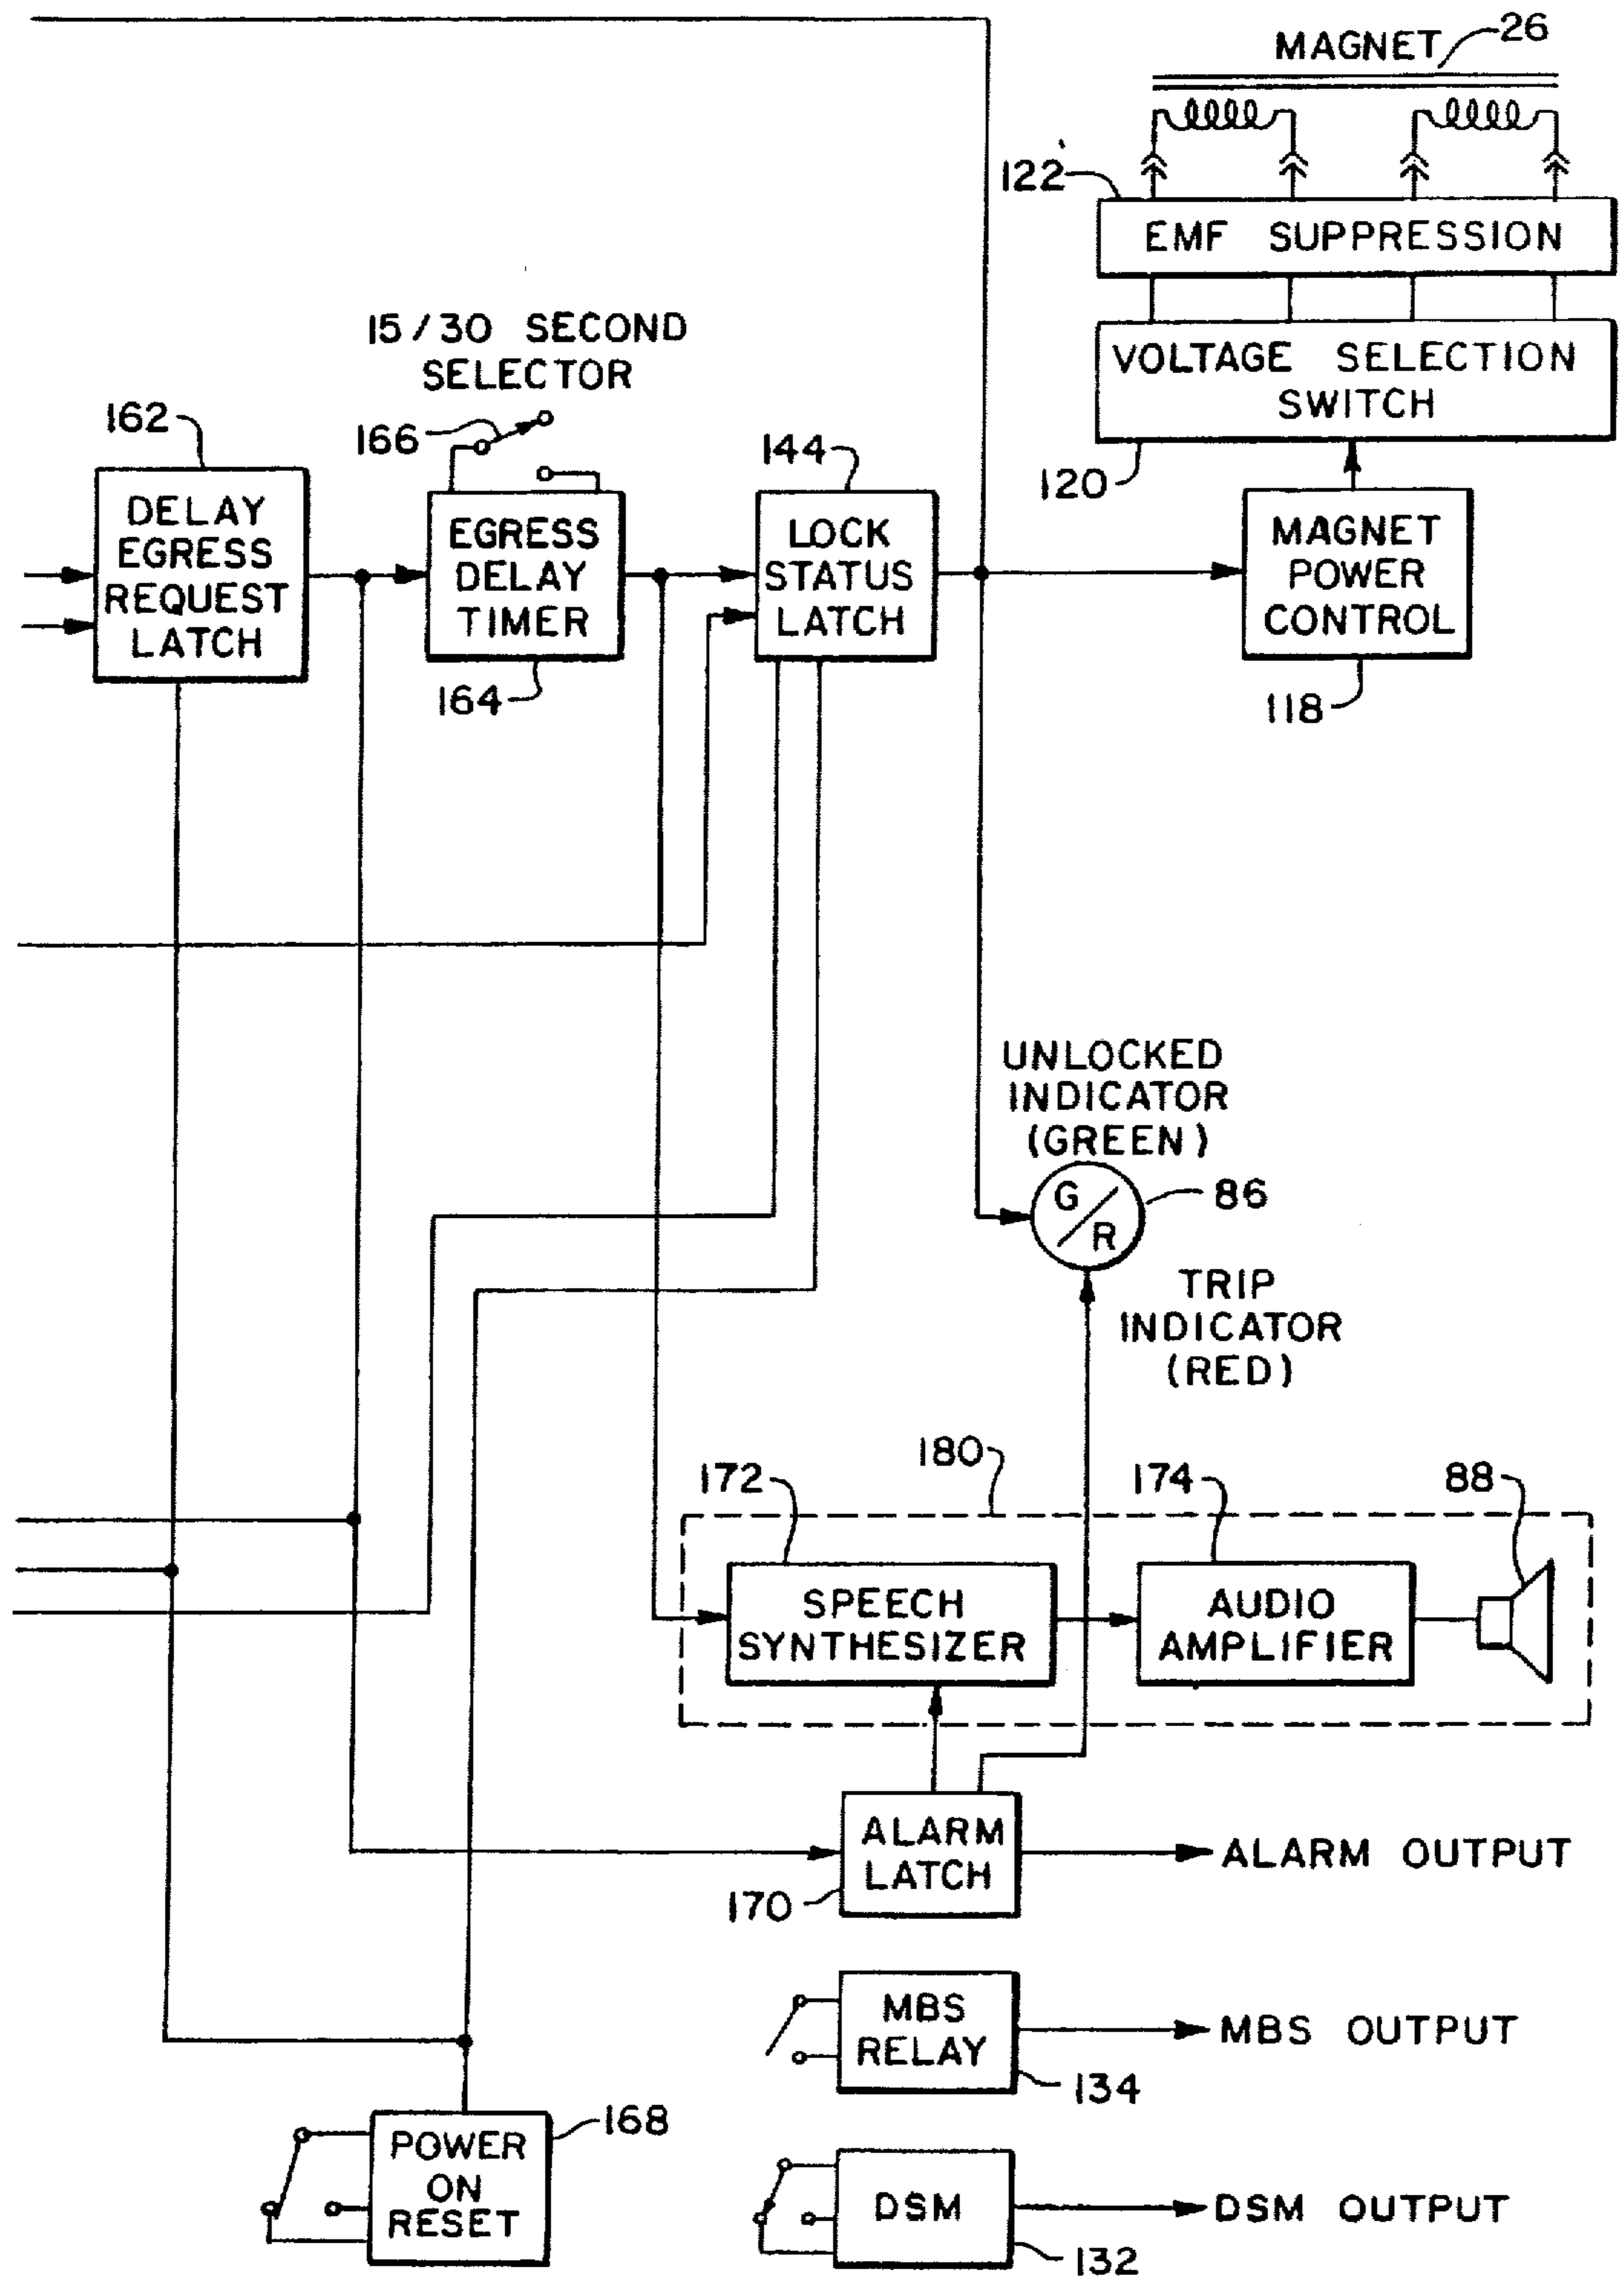 MAGNET 26
122
EMF SUPPRESSION
15/30 SECOND
SELECTOR
VOLTAGE SELECTION
SWITCH
162
166
144
120
DELAY
EGRESS
REQUEST
LATCH
EGRESS
DELAY
TIMER
LOCK
STATUS
LATCH
MAGNET
POWER
CONTROL
164
118
UNLOCKED
INDICATOR
(GREEN)
G/R
86
TRIP
INDICATOR
(RED)
180
172
174
88
SPEECH
SYNTHESIZER
AUDIO
AMPLIFIER
ALARM
LATCH
ALARM OUTPUT
170
MBS
RELAY
MBS OUTPUT
134
168
POWER
ON
RESET
DSM
DSM OUTPUT
132